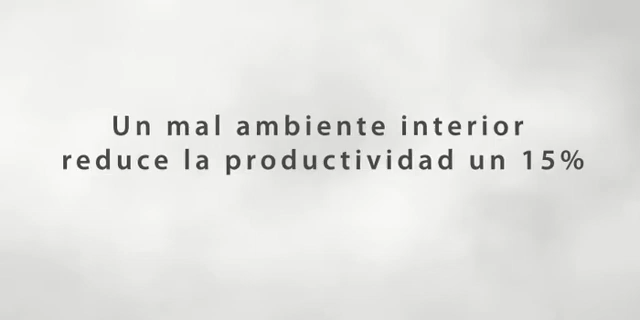 Un mal ambiente interior
reduce la productividad un 15%